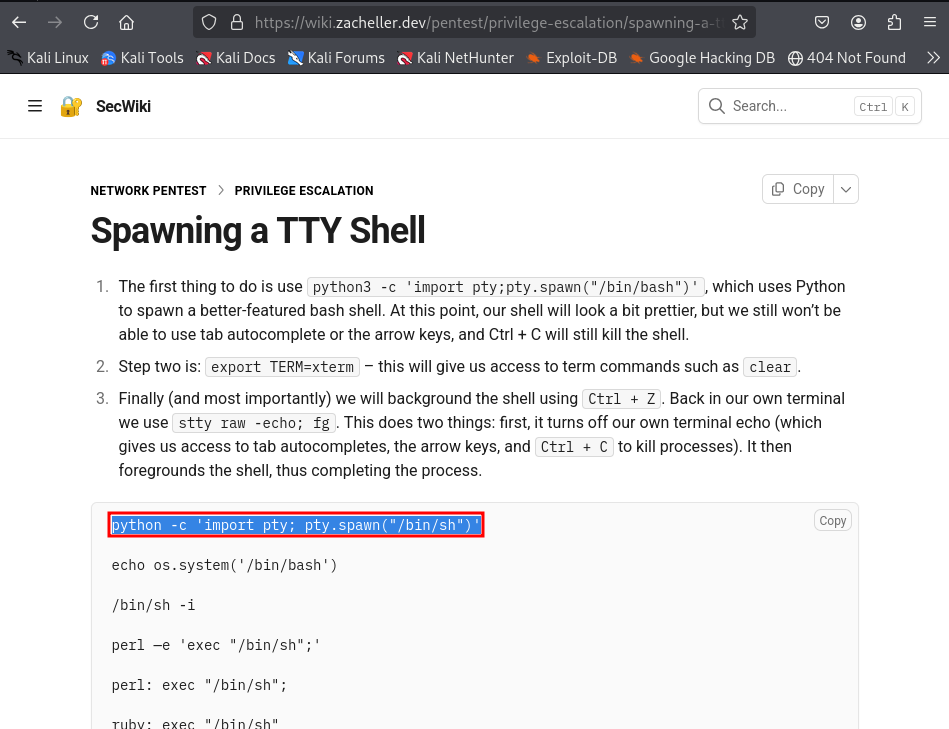 https://wiki.zacheller.dev/pentest/privilege-escalation/spawning-a-t
Kali Linux Kali Tools Kali Docs Kali Forums Kali NetHunter Exploit-DB Google Hacking DB 404 Not Found
SecWiki Search... Ctrl K
NETWORK PENTEST > PRIVILEGE ESCALATION Copy
Spawning a TTY Shell
1. The first thing to do is use python3 -c 'import pty;pty.spawn("/bin/bash")', which uses Python
to spawn a better-featured bash shell. At this point, our shell will look a bit prettier, but we still won’t be
able to use tab autocomplete or the arrow keys, and Ctrl + C will still kill the shell.
2. Step two is: export TERM=xterm – this will give us access to term commands such as clear.
3. Finally (and most importantly) we will background the shell using Ctrl + Z. Back in our own terminal
we use stty raw -echo; fg. This does two things: first, it turns off our own terminal echo (which
gives us access to tab autocompletes, the arrow keys, and Ctrl + C to kill processes). It then
foregrounds the shell, thus completing the process.
python -c 'import pty; pty.spawn("/bin/sh")' Copy
echo os.system('/bin/bash')
/bin/sh -i
perl —e 'exec "/bin/sh";'
perl: exec "/bin/sh";
ruby: exec "/bin/sh"